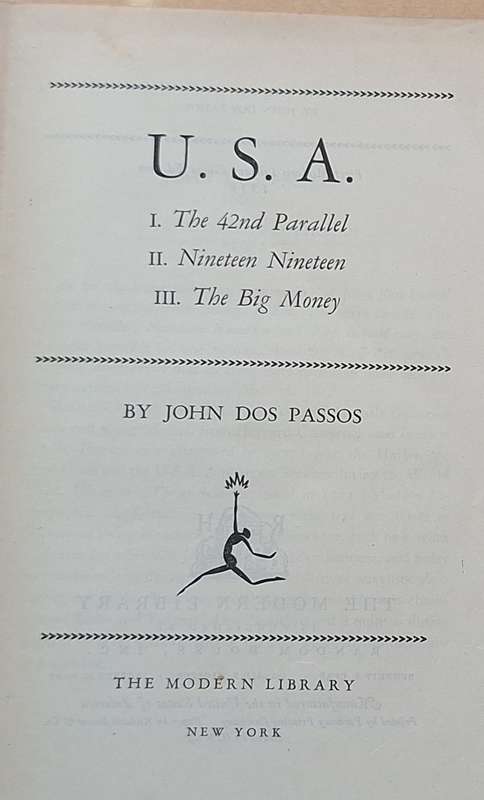 U. S. A.
I. The 42nd Parallel
II. Nineteen Nineteen
III. The Big Money
BY JOHN DOS PASSOS
THE MODERN LIBRARY
NEW YORK